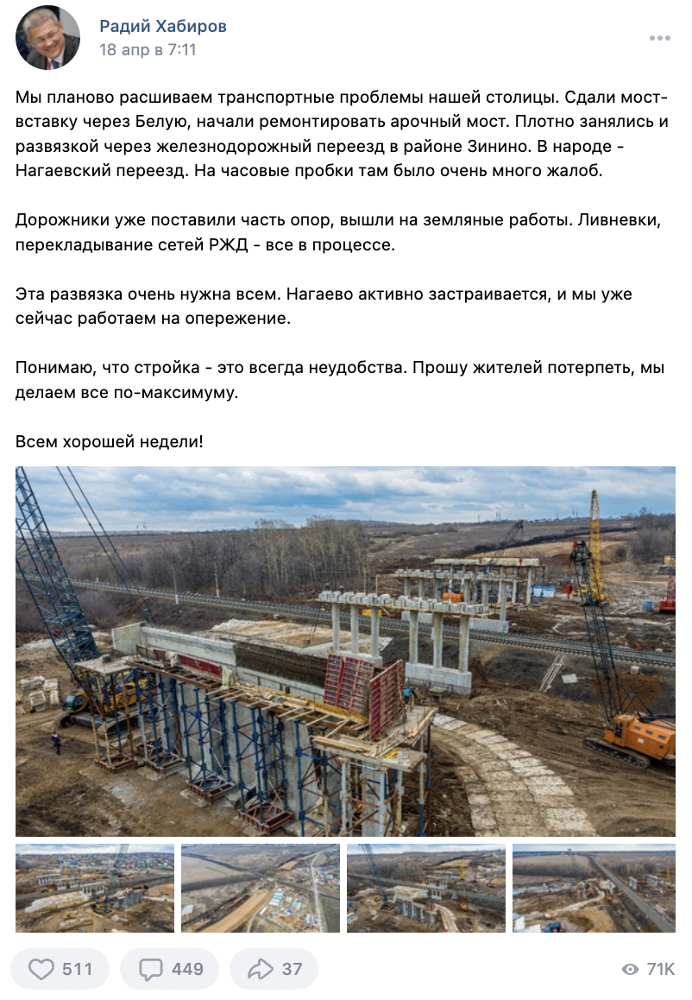 Радий Хабиров
18 апр в 7:11
Мы планово расшиваем транспортные проблемы нашей столицы. Сдали мост-
вставку через Белую, начали ремонтировать арочный мост. Плотно занялись и
развязкой через железнодорожный переезд в районе Зинино. В народе -
Нагаевский переезд. На часовые пробки там было очень много жалоб.
Дорожники уже поставили часть опор, вышли на земляные работы. Ливневки,
перекладывание сетей РЖД - все в процессе.
Эта развязка очень нужна всем. Нагаево активно застраивается, и мы уже
сейчас работаем на опережение.
Понимаю, что стройка - это всегда неудобства. Прошу жителей потерпеть, мы
делаем все по-максимуму.
Всем хорошей недели!
511 449 37 71K